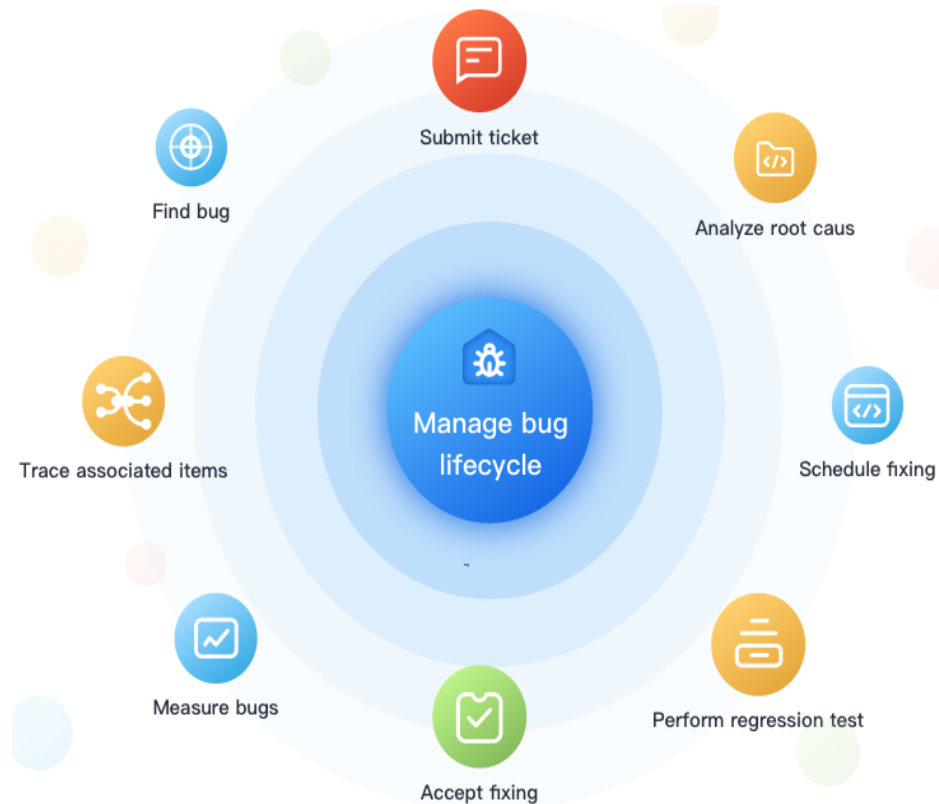 Submit ticket
Find bug
Analyze root caus
Manage bug
lifecycle
Trace associated items
Schedule fixing
Measure bugs
Perform regression test
Accept fixing